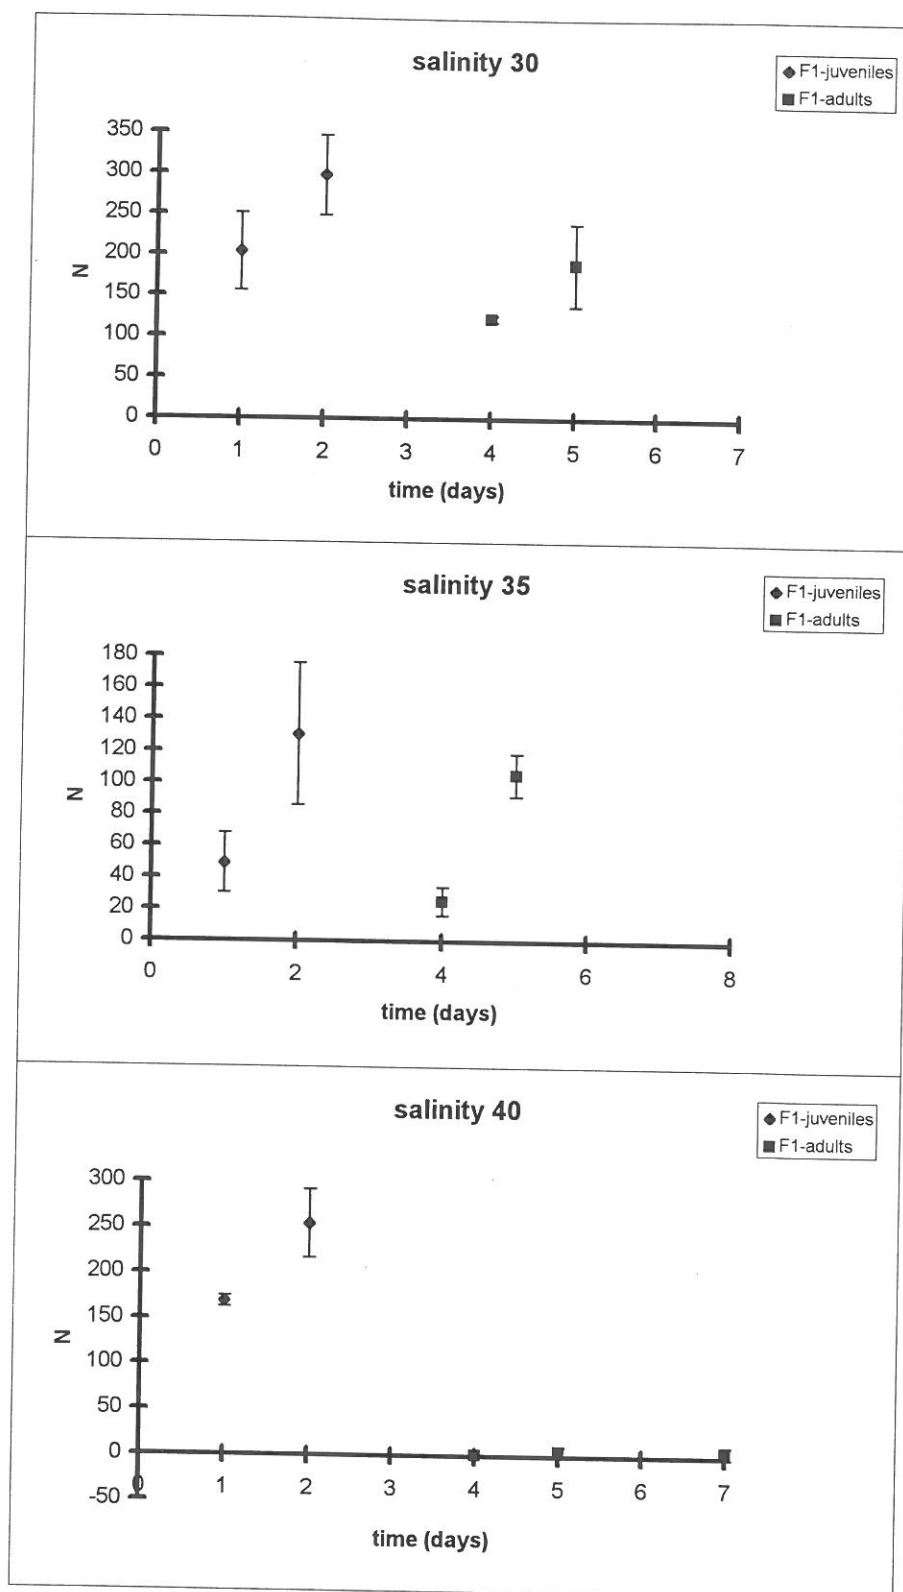 salinity 30
F1-juveniles
F1-adults
350
300
250
200
150
100
50
0
N
0 1 2 3 4 5 6 7
time (days)
salinity 35
F1-juveniles
F1-adults
180
160
140
120
100
80
60
40
20
0
N
0 2 4 6 8
time (days)
salinity 40
F1-juveniles
F1-adults
300
250
200
150
100
50
0
-50
N
0 1 2 3 4 5 6 7
time (days)